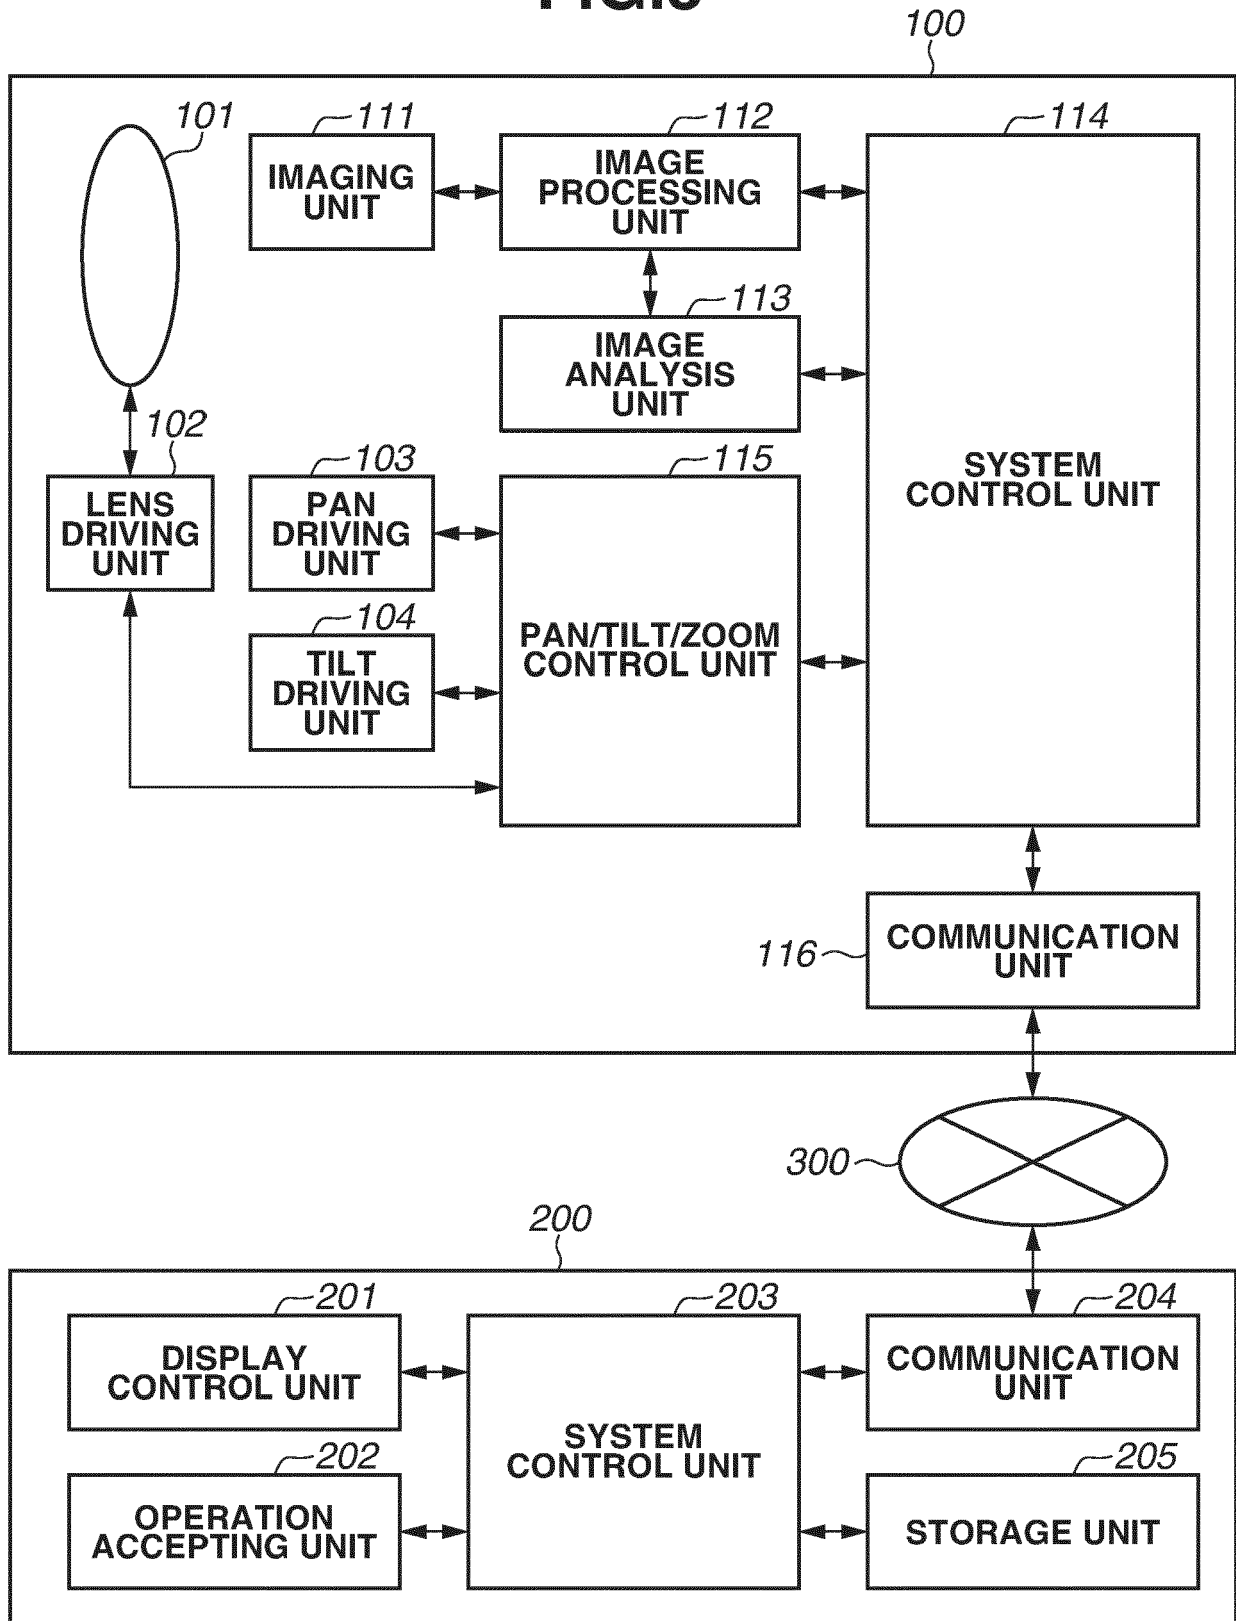 100
101
111
112
114
IMAGING
UNIT
IMAGE
PROCESSING
UNIT
113
IMAGE
ANALYSIS
UNIT
102
103
115
LENS
DRIVING
UNIT
PAN
DRIVING
UNIT
SYSTEM
CONTROL UNIT
104
TILT
DRIVING
UNIT
PAN/TILT/ZOOM
CONTROL UNIT
116
COMMUNICATION
UNIT
300
200
201
203
204
DISPLAY
CONTROL UNIT
COMMUNICATION
UNIT
SYSTEM
CONTROL UNIT
202
205
OPERATION
ACCEPTING UNIT
STORAGE UNIT